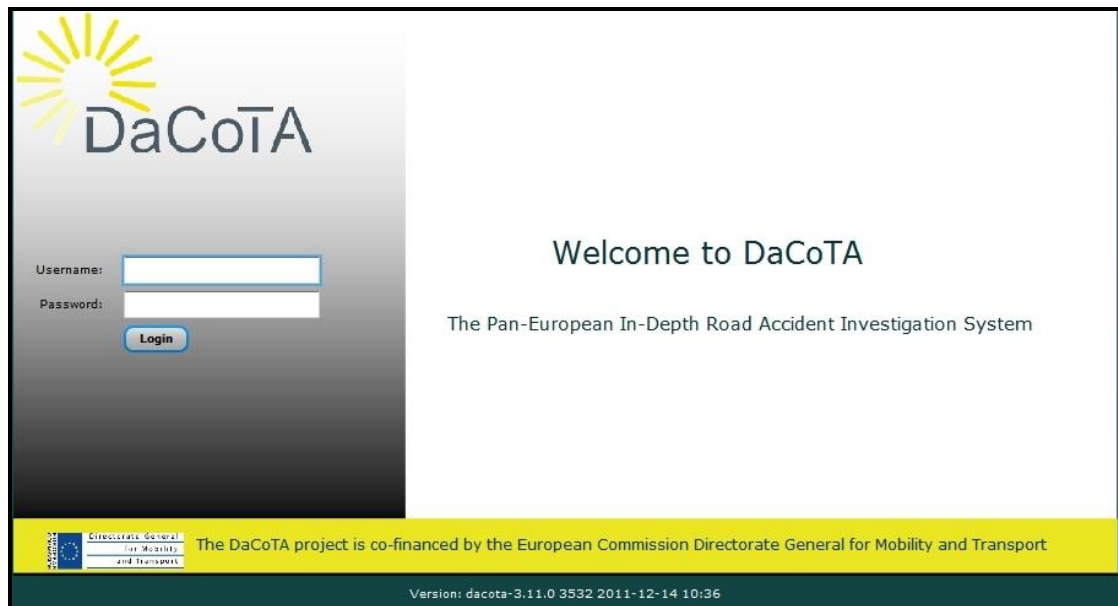 DaCoTA
Username:
Password:
Login
Welcome to DaCoTA
The Pan-European In-Depth Road Accident Investigation System
Directorate General
for Mobility
and Transport
The DaCoTA project is co-financed by the European Commission Directorate General for Mobility and Transport
Version: dacota-3.11.0 3532 2011-12-14 10:36